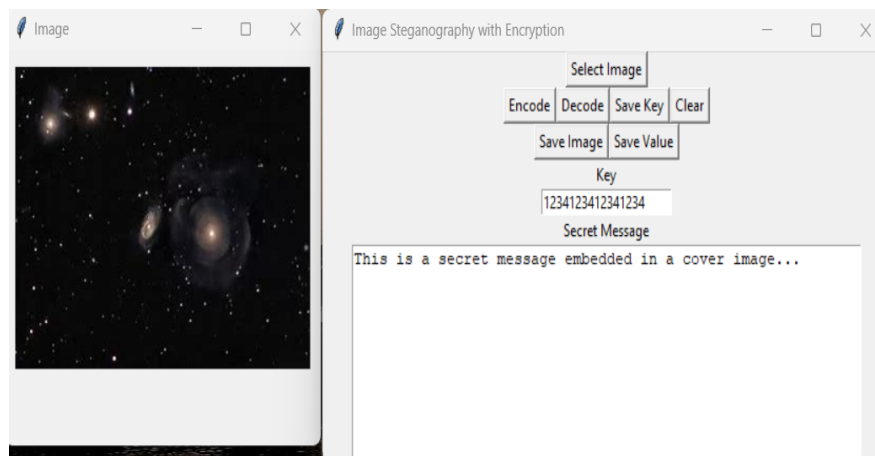 Image
Image Steganography with Encryption
Select Image
Encode Decode Save Key Clear
Save Image Save Value
Key
1234123412341234
Secret Message
This is a secret message embedded in a cover image...